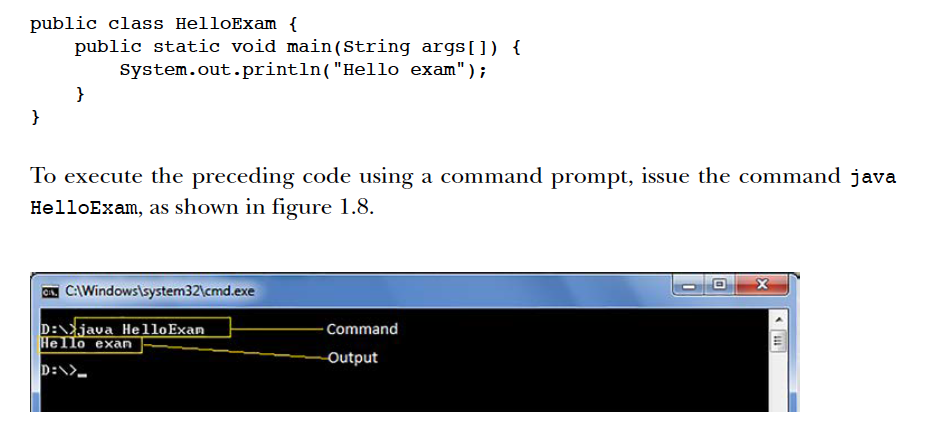 public class HelloExam {
public static void main(String args[]) {
System.out.println("Hello exam");
}
}
To execute the preceding code using a command prompt, issue the command java
HelloExam, as shown in figure 1.8.
C:\Windows\system32\cmd.exe
D:\>java HelloExam
Command
Hello exam
Output
D:\>_